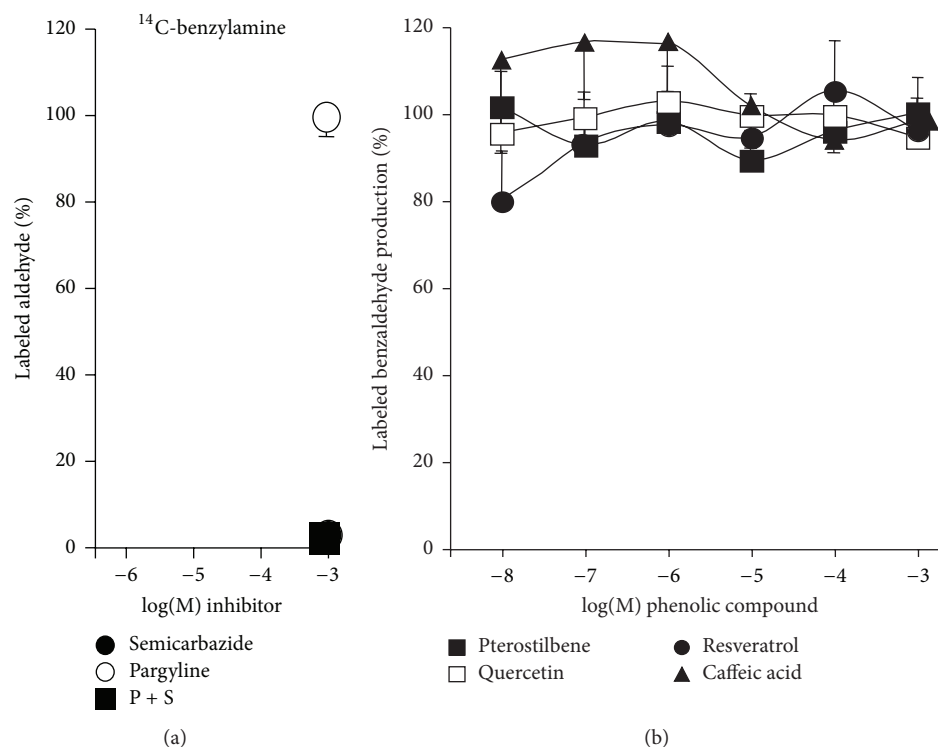 ¹⁴C-benzylamine
Labeled aldehyde (%)
120
100
80
60
40
20
0
−6 −5 −4 −3
log(M) inhibitor
Semicarbazide
Pargyline
P + S
(a)
Labeled benzaldehyde production (%)
120
100
80
60
40
20
0
−8 −7 −6 −5 −4 −3
log(M) phenolic compound
Pterostilbene Resveratrol
Quercetin Caffeic acid
(b)